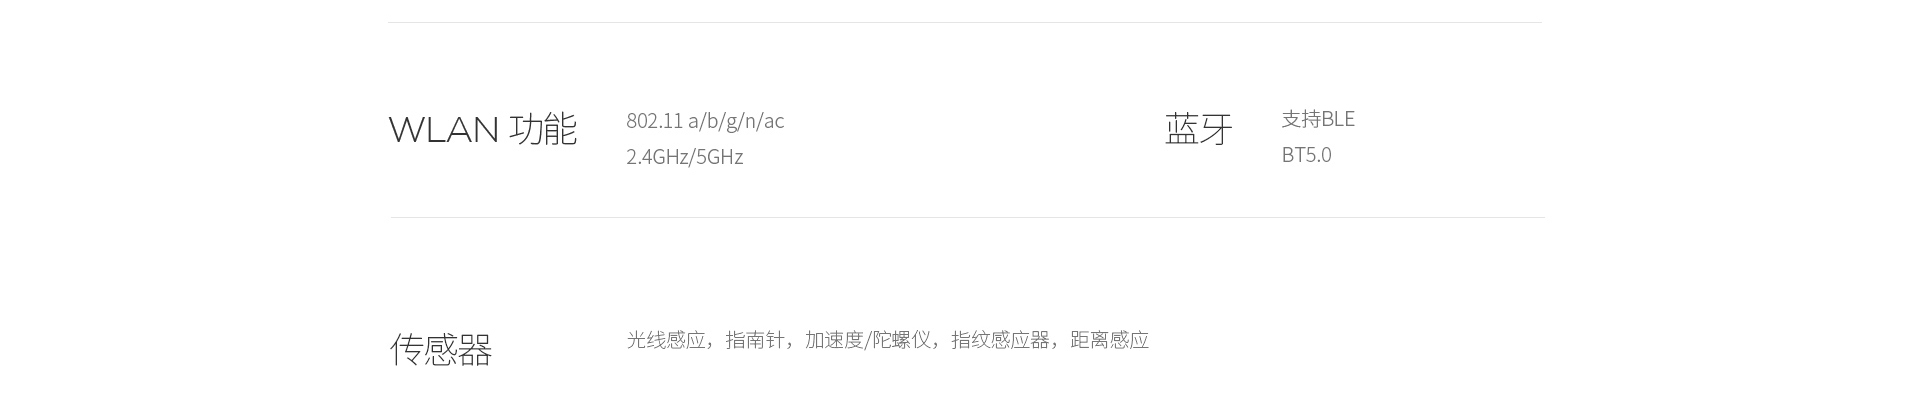 WLAN 功能
802.11 a/b/g/n/ac
2.4GHz/5GHz
蓝牙
支持BLE
BT5.0
传感器
光线感应，指南针，加速度/陀螺仪，指纹感应器，距离感应